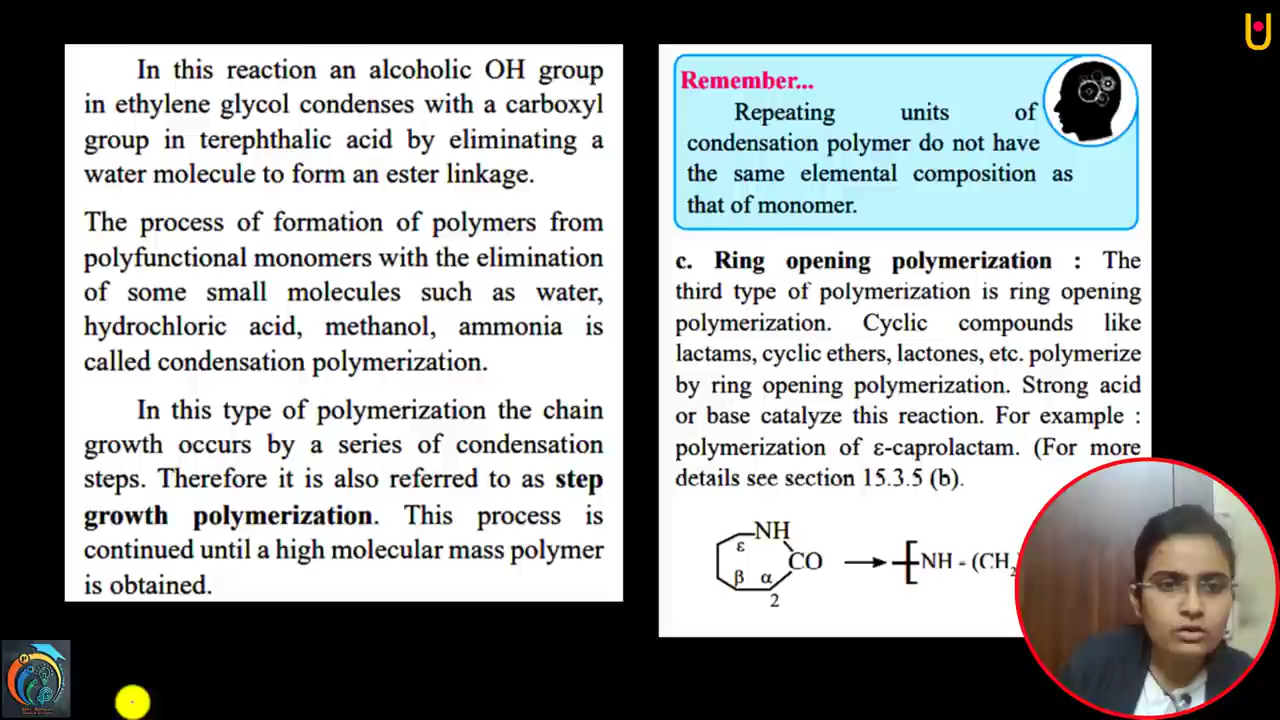 In this reaction an alcoholic OH group
in ethylene glycol condenses with a carboxyl
group in terephthalic acid by eliminating a
water molecule to form an ester linkage.
The process of formation of polymers from
polyfunctional monomers with the elimination
of some small molecules such as water,
hydrochloric acid, methanol, ammonia is
called condensation polymerization.
In this type of polymerization the chain
growth occurs by a series of condensation
steps. Therefore it is also referred to as step
growth polymerization. This process is
continued until a high molecular mass polymer
is obtained.
Remember...
Repeating units of
condensation polymer do not have
the same elemental composition as
that of monomer.
c. Ring opening polymerization : The
third type of polymerization is ring opening
polymerization. Cyclic compounds like
lactams, cyclic ethers, lactones, etc. polymerize
by ring opening polymerization. Strong acid
or base catalyze this reaction. For example :
polymerization of ε-caprolactam. (For more
details see section 15.3.5 (b).
NH
ε
CO
NH - (CH₂
β α
2